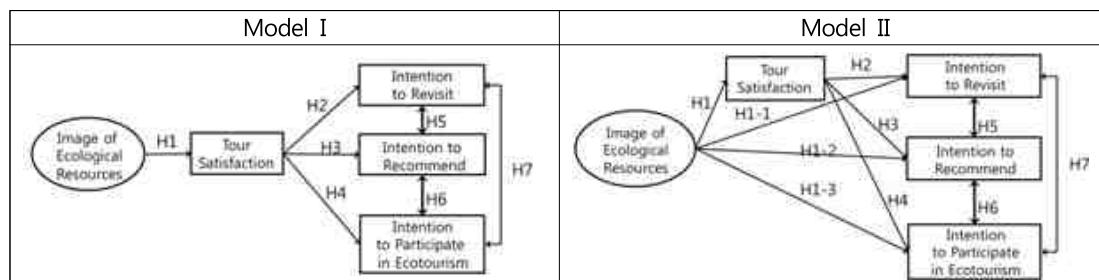 Model I
Image of
Ecological
Resources
H1
Tour
Satisfaction
H2
H3
H4
Intention
to Revisit
H5
Intention to
Recommend
H6
Intention
to Participate
in Ecotourism
H7
Model II
Image of
Ecological
Resources
H1
Tour
Satisfaction
H1-1
H1-2
H1-3
H2
H3
H4
Intention
to Revisit
H5
Intention to
Recommend
H6
Intention
to Participate
in Ecotourism
H7